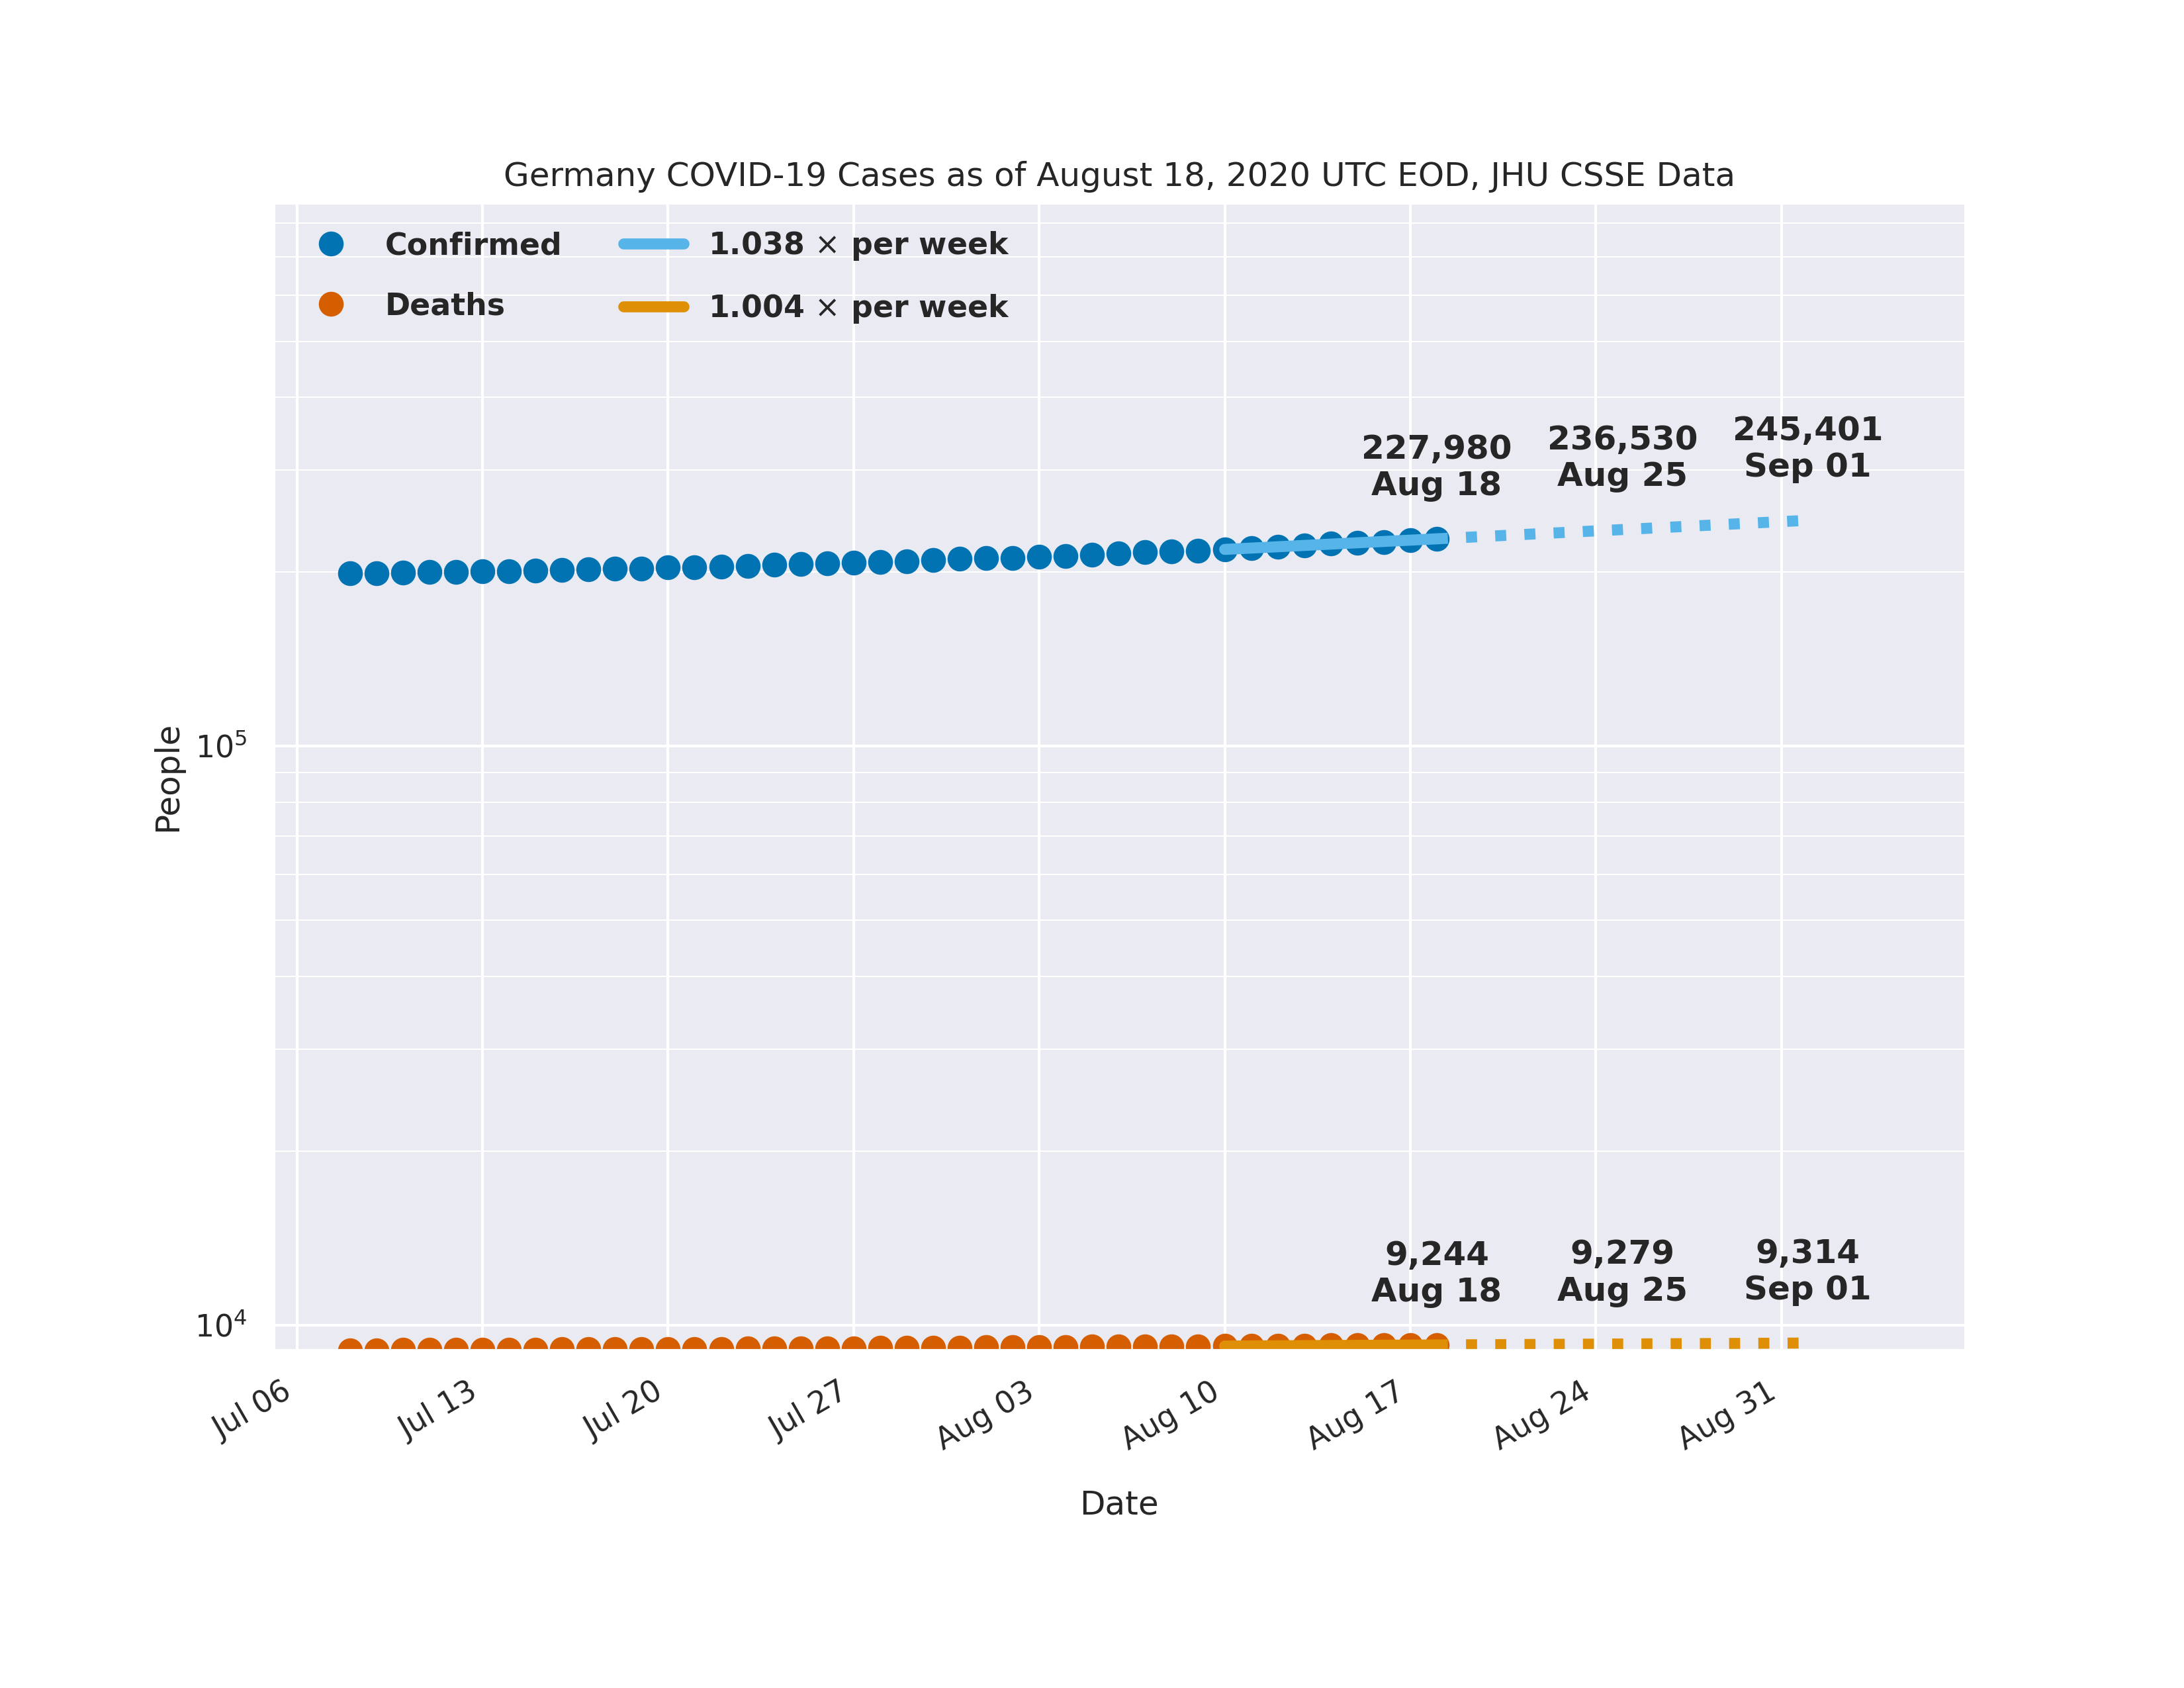 Germany COVID-19 Cases as of August 18, 2020 UTC EOD, JHU CSSE Data
Confirmed
Deaths
1.038 × per week
1.004 × per week
227,980
Aug 18
236,530
Aug 25
245,401
Sep 01
People
10⁵
10⁴
9,244
Aug 18
9,279
Aug 25
9,314
Sep 01
Jul 06
Jul 13
Jul 20
Jul 27
Aug 03
Aug 10
Aug 17
Aug 24
Aug 31
Date